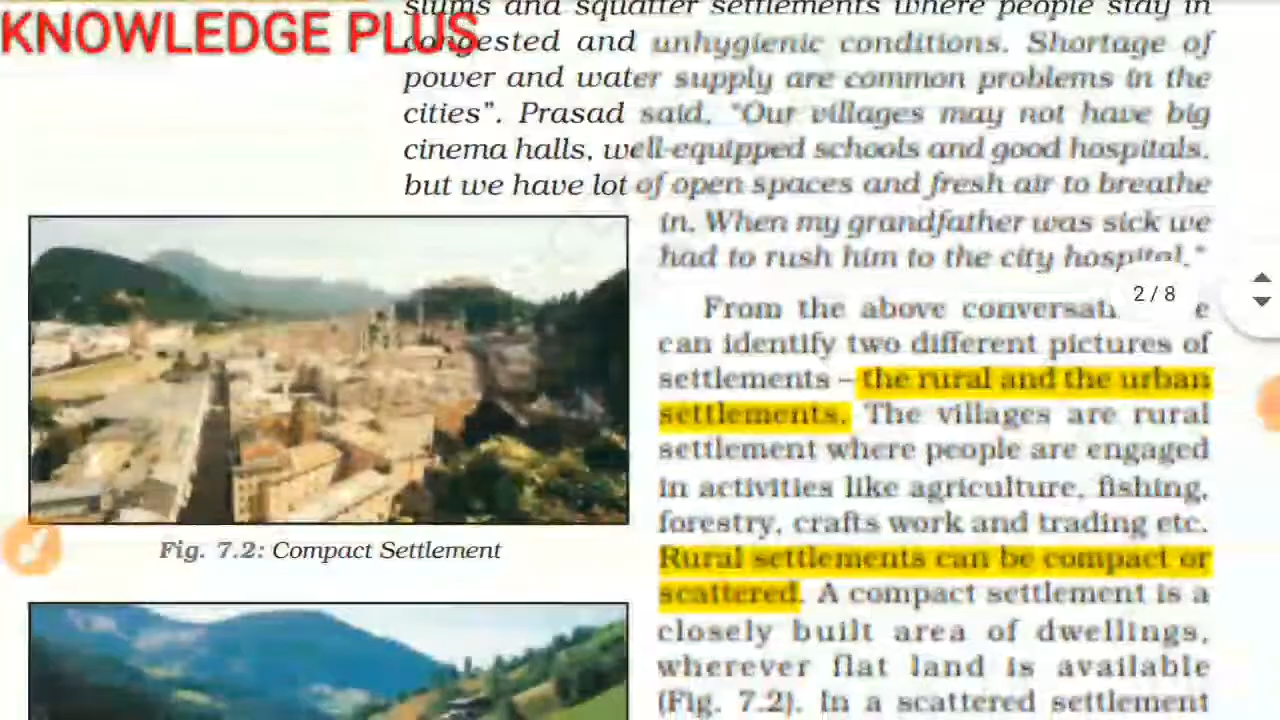 KNOWLEDGE PLUS
slums and squatter settlements where people stay in
congested and unhygienic conditions. Shortage of
power and water supply are common problems in the
cities". Prasad said, "Our villages may not have big
cinema halls, well-equipped schools and good hospitals,
but we have lot of open spaces and fresh air to breathe
in. When my grandfather was sick we
had to rush him to the city hospital."
2 / 8
From the above e
can identify two different pictures of
settlements – the rural and the urban
settlements. The villages are rural
settlement where people are engaged
in activities like agriculture, fishing,
forestry, crafts work and trading etc.
Rural settlements can be compact or
scattered. A compact settlement is a
closely built area of dwellings,
wherever flat land is available
(Fig. 7.2). In a scattered settlement
Fig. 7.2: Compact Settlement